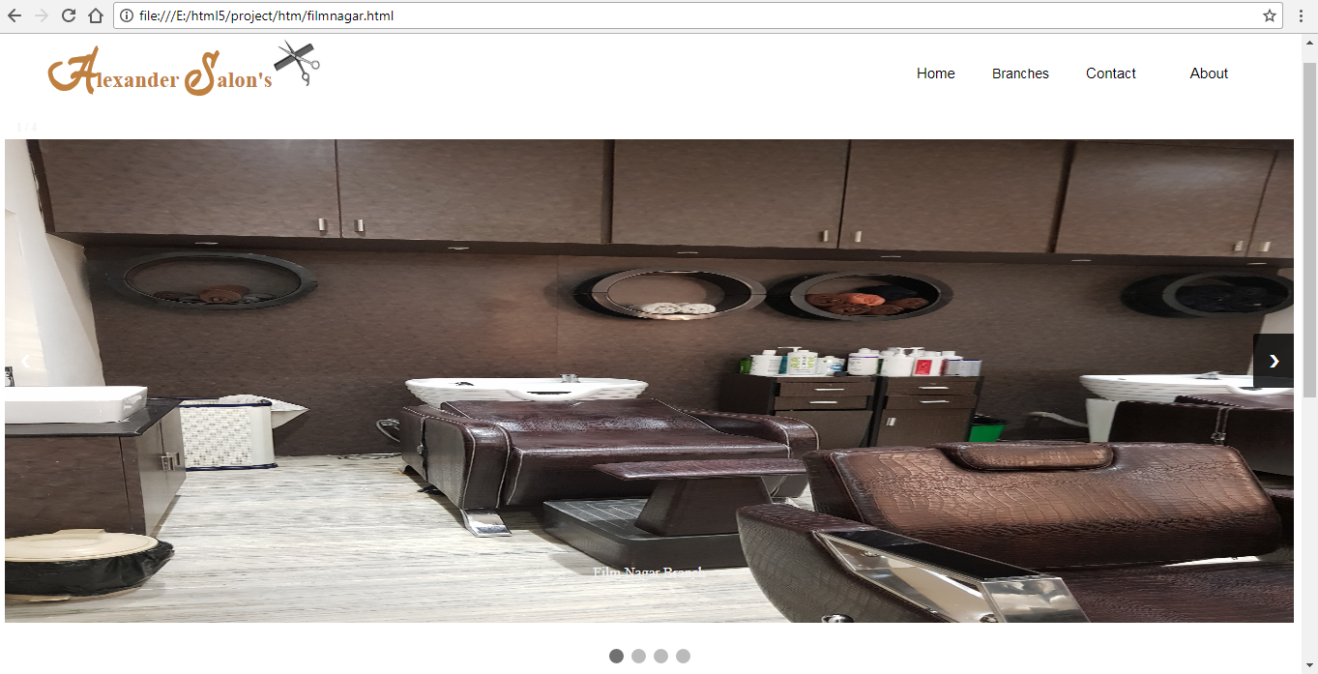 file:///E:/html5/project/htm/filmnagar.html
Alexander Salon's
Home Branches Contact About
1 / 4
Film Nagar Branch